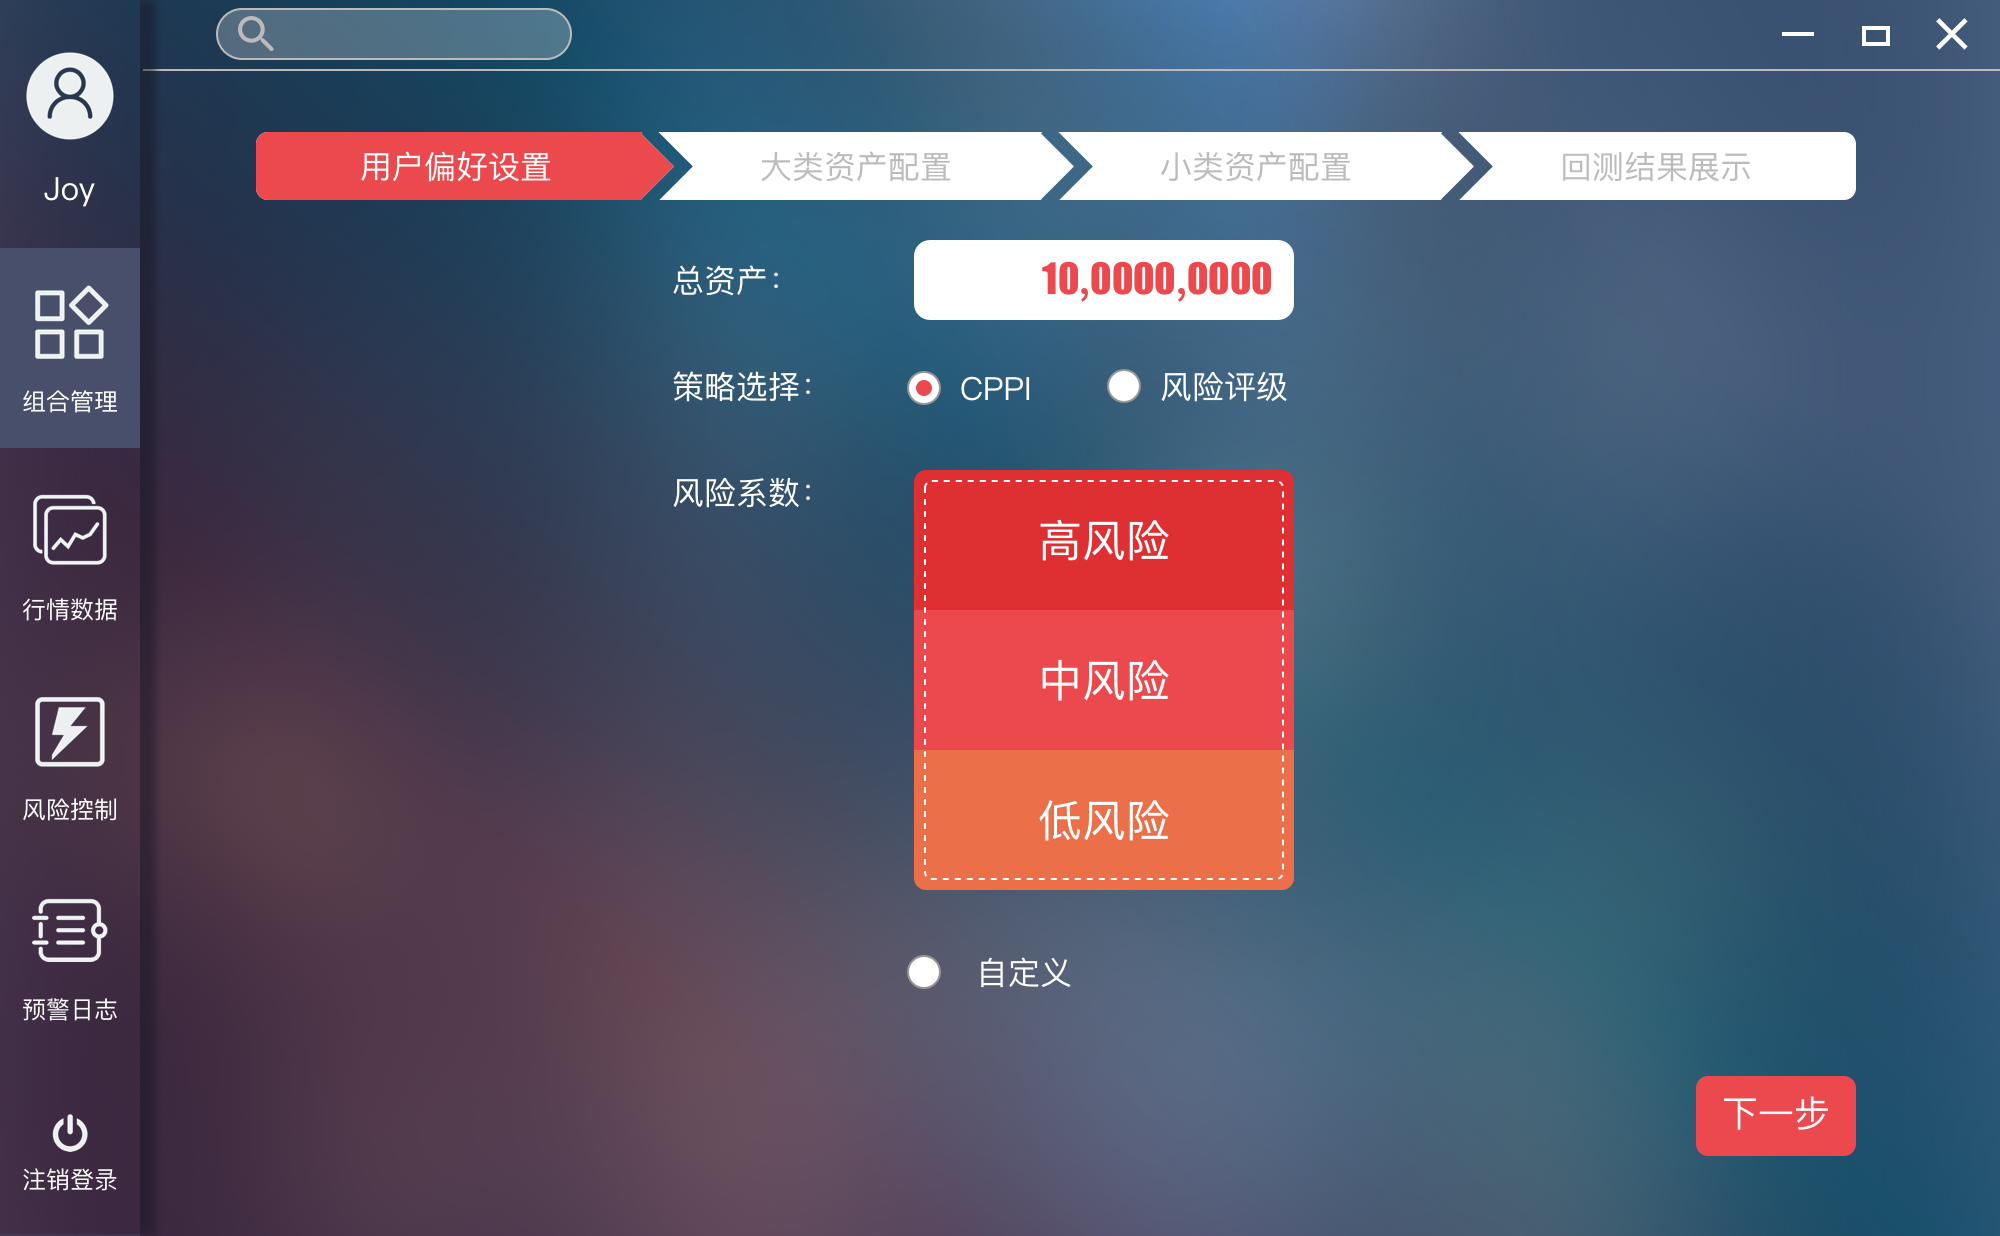 Joy
组合管理
行情数据
风险控制
预警日志
注销登录
用户偏好设置
大类资产配置
小类资产配置
回测结果展示
总资产：
10,0000,0000
策略选择：
CPPI
风险评级
风险系数：
高风险
中风险
低风险
自定义
下一步